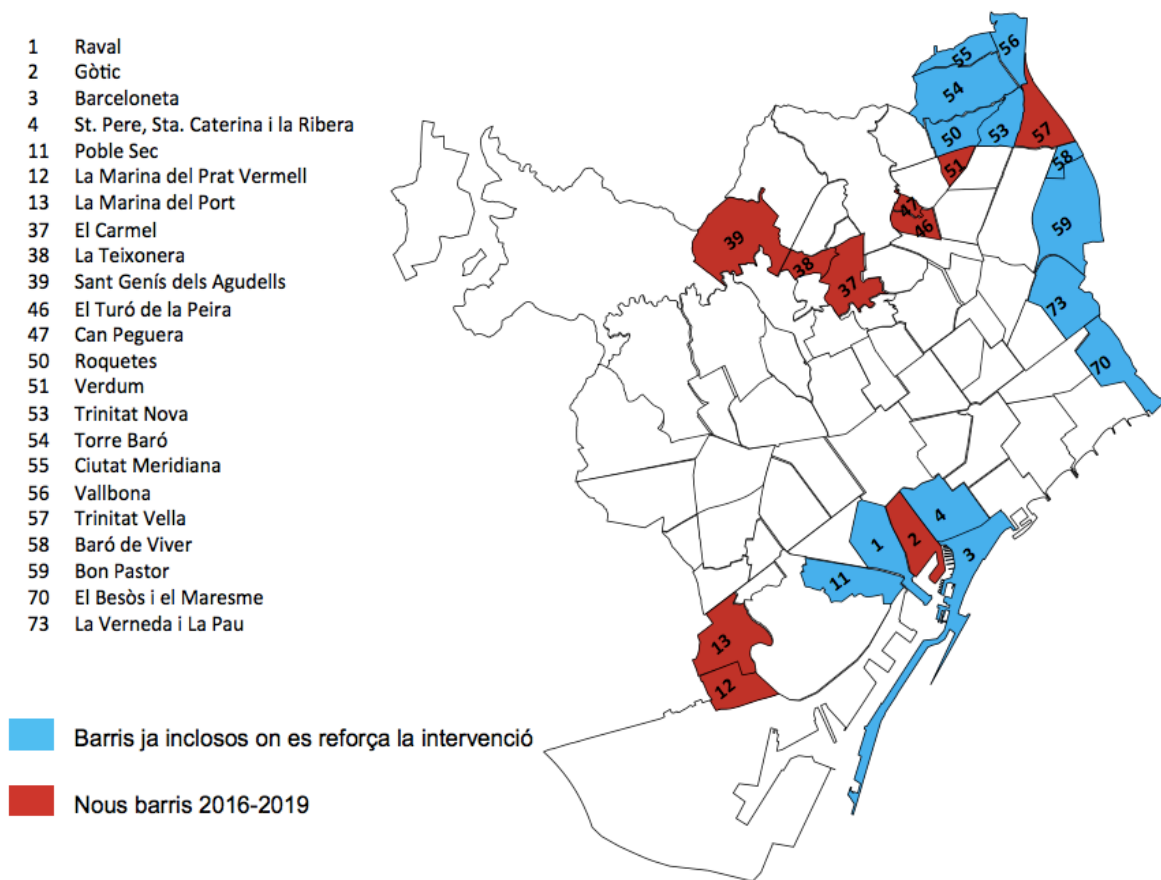 1 Raval
2 Gòtic
3 Barceloneta
4 St. Pere, Sta. Caterina i la Ribera
11 Poble Sec
12 La Marina del Prat Vermell
13 La Marina del Port
37 El Carmel
38 La Teixonera
39 Sant Genís dels Agudells
46 El Turó de la Peira
47 Can Peguera
50 Roquetes
51 Verdum
53 Trinitat Nova
54 Torre Baró
55 Ciutat Meridiana
56 Vallbona
57 Trinitat Vella
58 Baró de Viver
59 Bon Pastor
70 El Besòs i el Maresme
73 La Verneda i La Pau
Barris ja inclosos on es reforça la intervenció
Nous barris 2016-2019
56
55
54
50
53
57
51
58
47
46
59
39
38
37
73
70
4
1
2
3
11
13
12